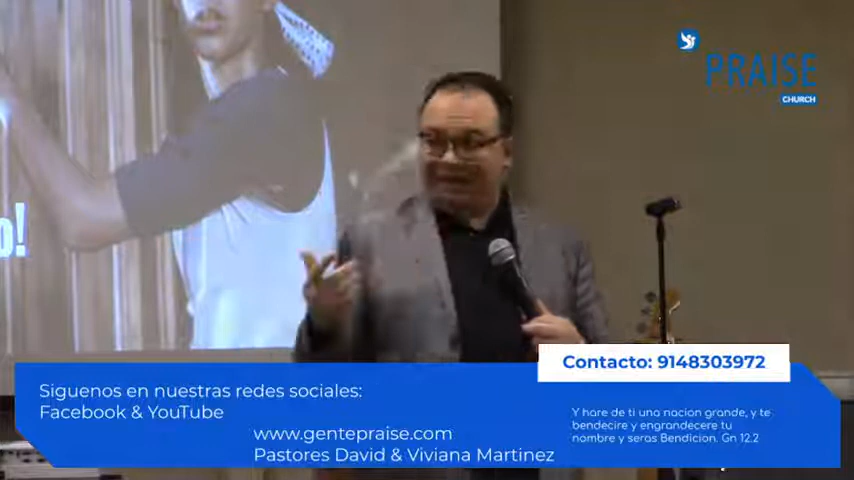 PRAISE
CHURCH
o!
Contacto: 9148303972
Siguenos en nuestras redes sociales:
Facebook & YouTube
www.gentepraise.com
Pastores David & Viviana Martinez
Y hare de ti una nacion grande, y te
bendecire y engrandecere tu
nombre y seras Bendicion. Gn 12.2